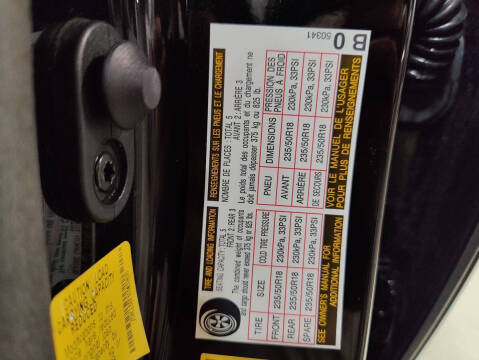 TIRE AND LOADING INFORMATION
SEATING CAPACITY: TOTAL 5
FRONT 2 : REAR 3
The combined weight of occupants
and cargo should never exceed 375 kg or 825 lb.
TIRE SIZE COLD TIRE PRESSURE
FRONT 235/50R18 230kPa, 33PSI
REAR 235/50R18 230kPa, 33PSI
SPARE 235/50R18 230kPa, 33PSI
SEE OWNER'S MANUAL FOR
ADDITIONAL INFORMATION
RENSEIGNEMENTS SUR LES PNEUS ET LE CHARGEMENT
NOMBRE DE PLACES : TOTAL 5
AVANT 2 : ARRIÈRE 3
Le poids total des occupants et du chargement ne
doit jamais dépasser 375 kg ou 825 lb.
PNEU DIMENSIONS PRESSION DES PNEUS À FROID
AVANT 235/50R18 230kPa, 33PSI
ARRIÈRE 235/50R18 230kPa, 33PSI
DE SECOURS 235/50R18 230kPa, 33PSI
VOIR LE MANUEL DE L'USAGER
POUR PLUS DE RENSEIGNEMENTS
B0
50341
CAUTION: LOAD
CARRYING CAPACITY
REDUCED